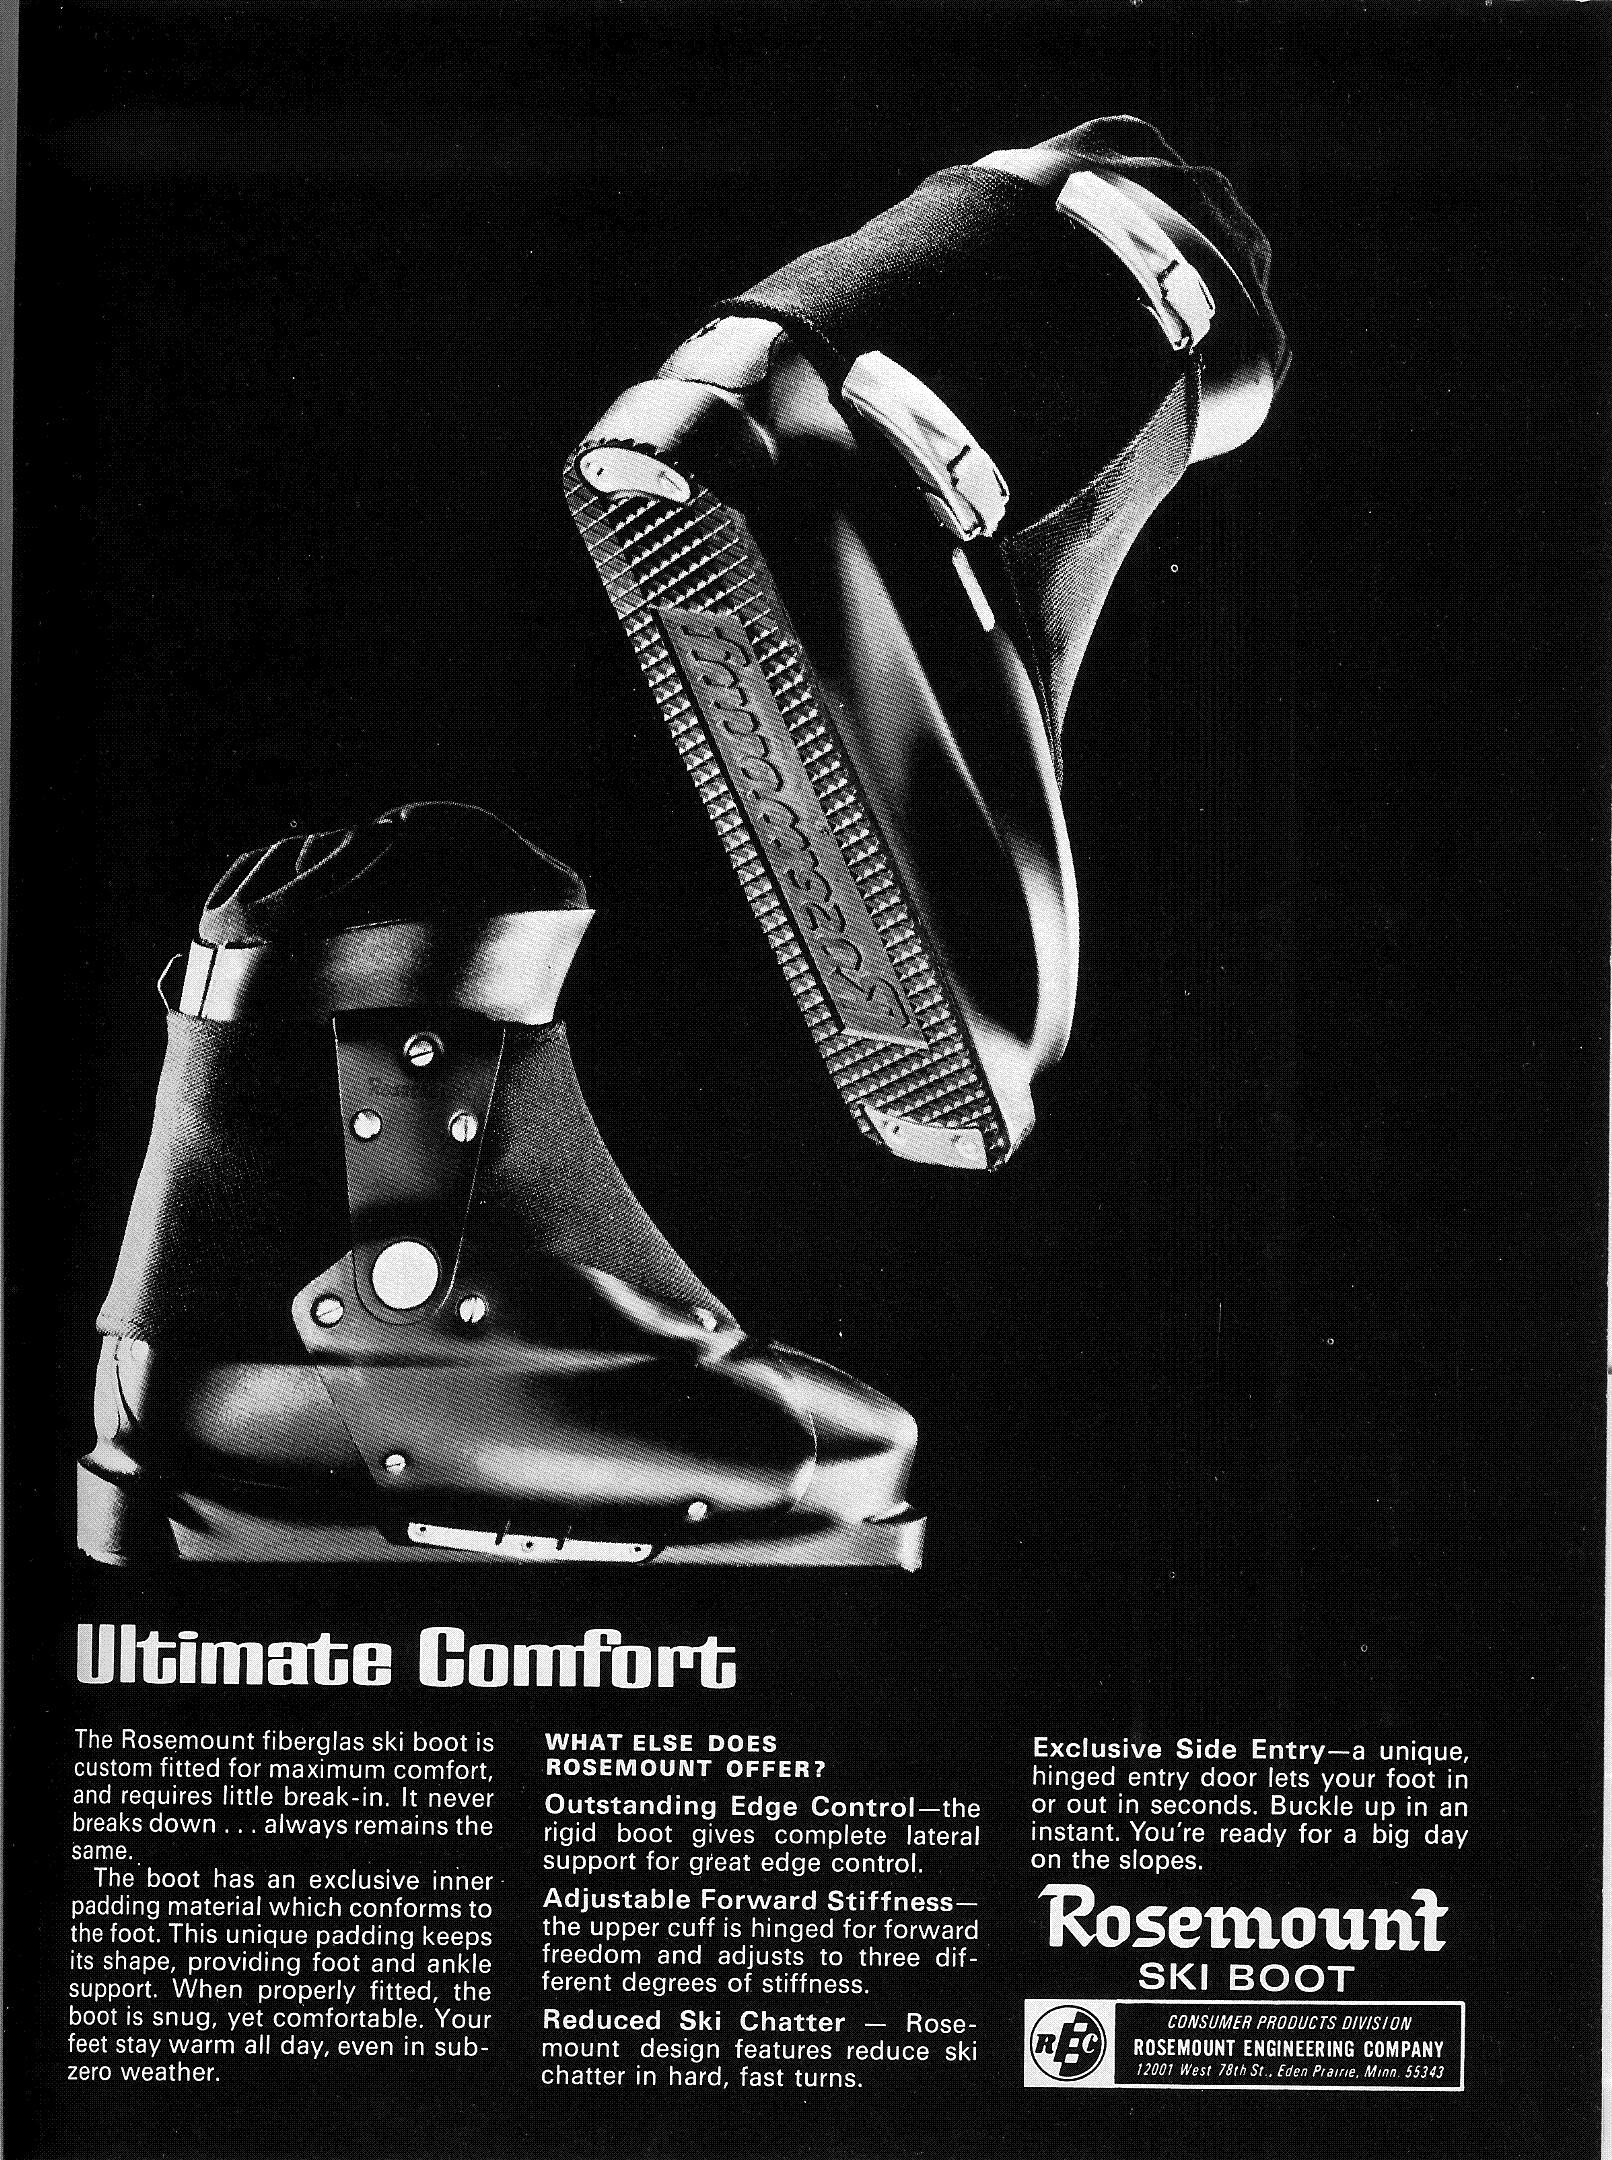 Rosemount
Ultimate Comfort
The Rosemount fiberglas ski boot is
custom fitted for maximum comfort,
and requires little break-in. It never
breaks down . . . always remains the
same.
The boot has an exclusive inner
padding material which conforms to
the foot. This unique padding keeps
its shape, providing foot and ankle
support. When properly fitted, the
boot is snug, yet comfortable. Your
feet stay warm all day, even in sub-
zero weather.
WHAT ELSE DOES
ROSEMOUNT OFFER?
Outstanding Edge Control—the
rigid boot gives complete lateral
support for great edge control.
Adjustable Forward Stiffness—
the upper cuff is hinged for forward
freedom and adjusts to three dif-
ferent degrees of stiffness.
Reduced Ski Chatter — Rose-
mount design features reduce ski
chatter in hard, fast turns.
Exclusive Side Entry—a unique,
hinged entry door lets your foot in
or out in seconds. Buckle up in an
instant. You're ready for a big day
on the slopes.
Rosemount
SKI BOOT
REC
CONSUMER PRODUCTS DIVISION
ROSEMOUNT ENGINEERING COMPANY
12001 West 78th St., Eden Prairie, Minn. 55343